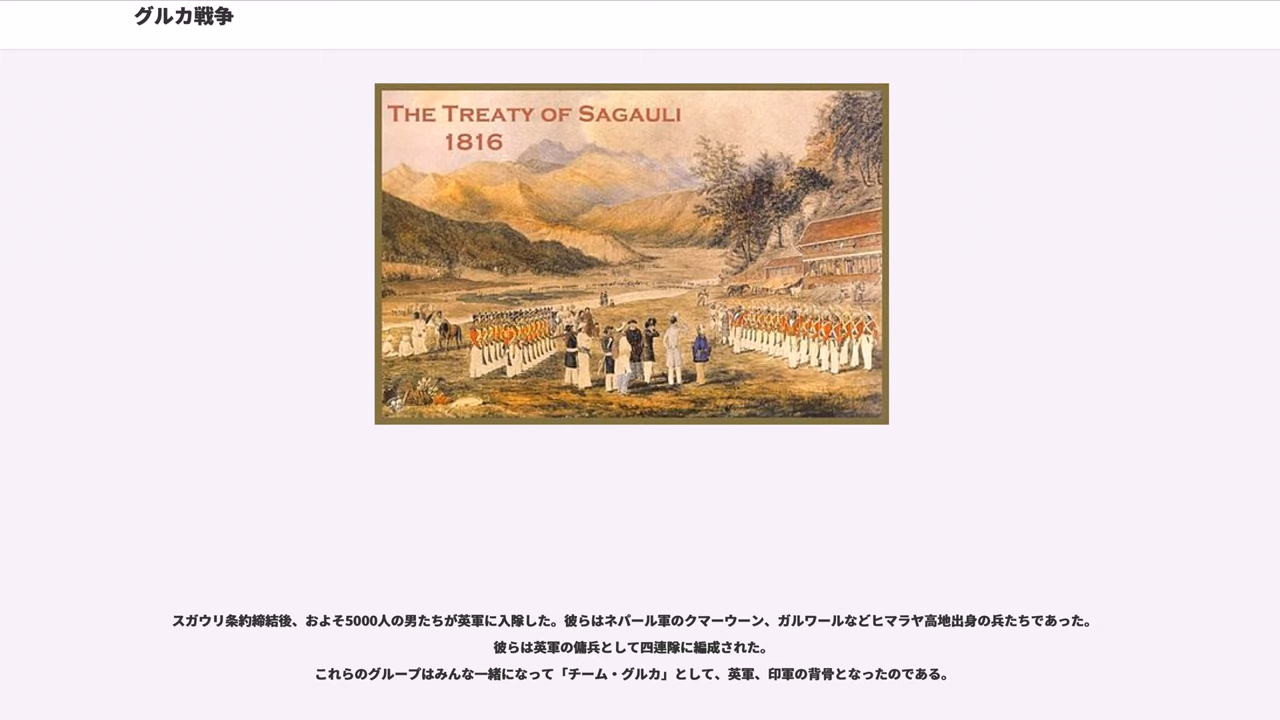 グルカ戦争
THE TREATY OF SAGAULI
1816
スガウリ条約締結後、およそ5000人の男たちが英軍に入隊した。彼らはネパール軍のクマーウーン、ガルワールなどヒマラヤ高地出身の兵たちであった。
彼らは英軍の傭兵として四連隊に編成された。
これらのグループはみんな一緒になって「チーム・グルカ」として、英軍、印軍の背骨となったのである。